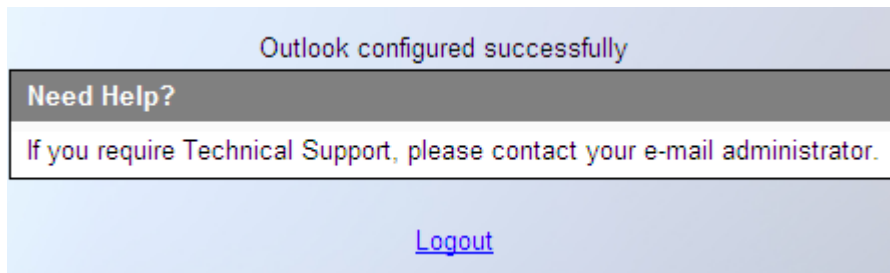 Outlook configured successfully
Need Help?
If you require Technical Support, please contact your e-mail administrator.
Logout